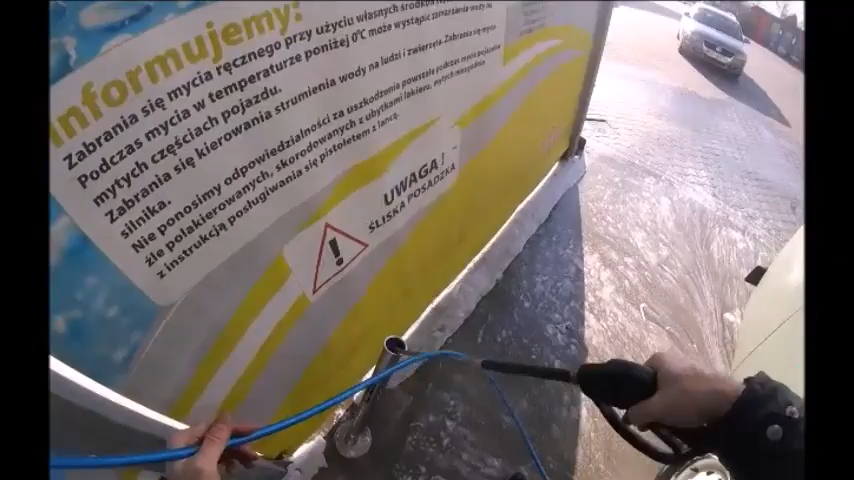 Informujemy:
Zabrania się mycia ręcznego przy użyciu własnych środków
Podczas mycia w temperaturze poniżej 0°C może wystąpić zamarzanie wody na
mytych częściach pojazdu.
Zabrania się kierowania strumienia wody na ludzi i zwierzęta. Zabrania się mycia
silnika.
Nie ponosimy odpowiedzialności za uszkodzenia powstałe podczas mycia pojazdów
źle polakierowanych, skorodowanych z ubytkami lakieru, mytych niezgodnie
z instrukcją posługiwania się pistoletem z lancą.
UWAGA !
ŚLISKA POSADZKA